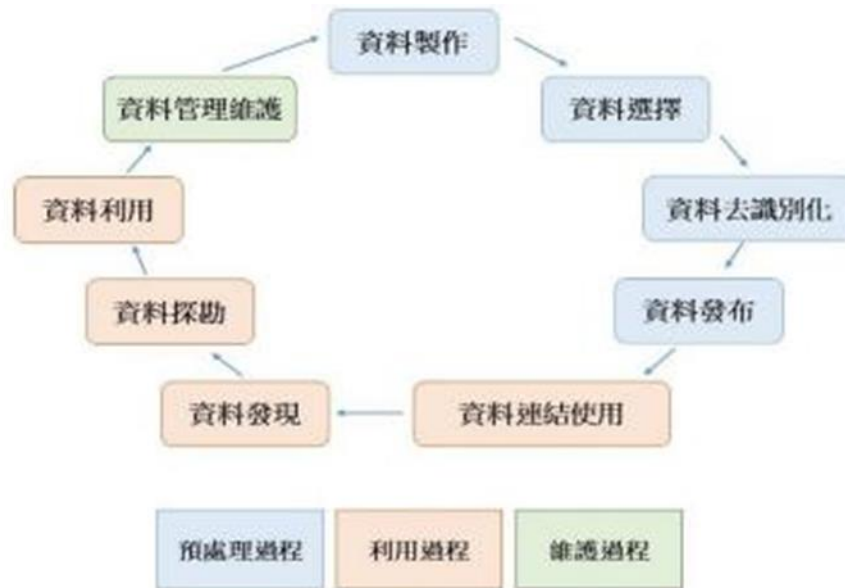 資料製作
資料選擇
資料去識別化
資料發布
資料連結使用
資料發現
資料探勘
資料利用
資料管理維護
預處理過程
利用過程
維護過程